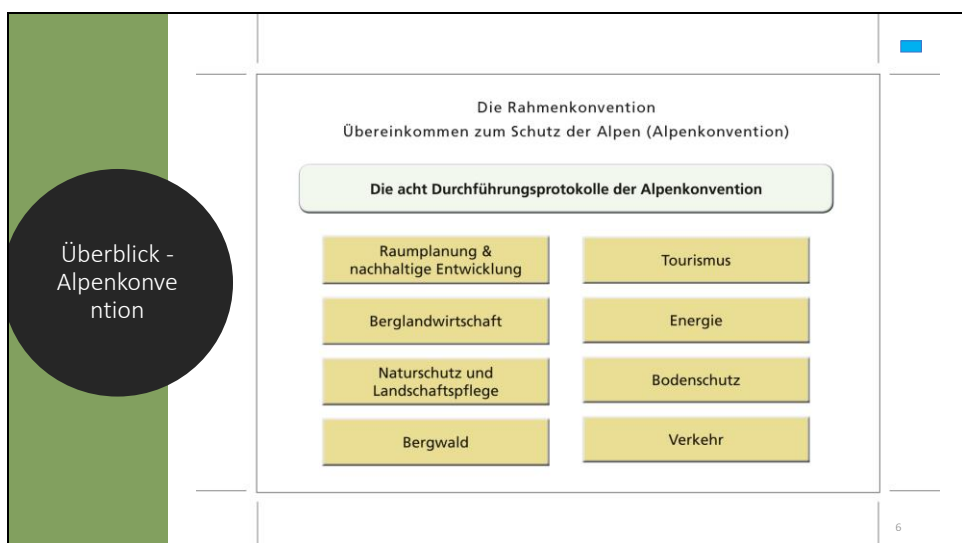 Überblick -
Alpenkonve
ntion
Die Rahmenkonvention
Übereinkommen zum Schutz der Alpen (Alpenkonvention)
Die acht Durchführungsprotokolle der Alpenkonvention
Raumplanung &
nachhaltige Entwicklung
Tourismus
Berglandwirtschaft
Energie
Naturschutz und
Landschaftspflege
Bodenschutz
Bergwald
Verkehr
6